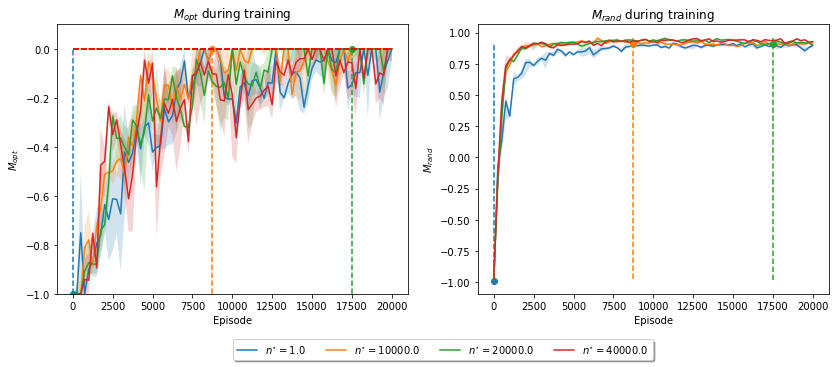 M_opt during training
M_opt
0.0
−0.2
−0.4
−0.6
−0.8
−1.0
0 2500 5000 7500 10000 12500 15000 17500 20000
Episode
M_rand during training
M_rand
1.00
0.75
0.50
0.25
0.00
−0.25
−0.50
−0.75
−1.00
0 2500 5000 7500 10000 12500 15000 17500 20000
Episode
n* = 1.0 n* = 10000.0 n* = 20000.0 n* = 40000.0